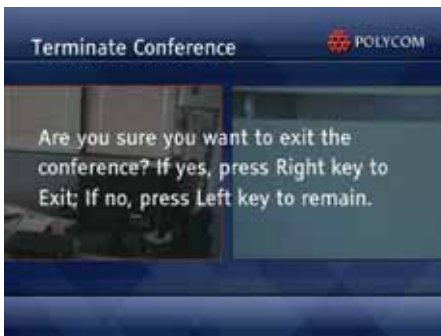 Terminate Conference
POLYCOM
Are you sure you want to exit the
conference? If yes, press Right key to
Exit; If no, press Left key to remain.